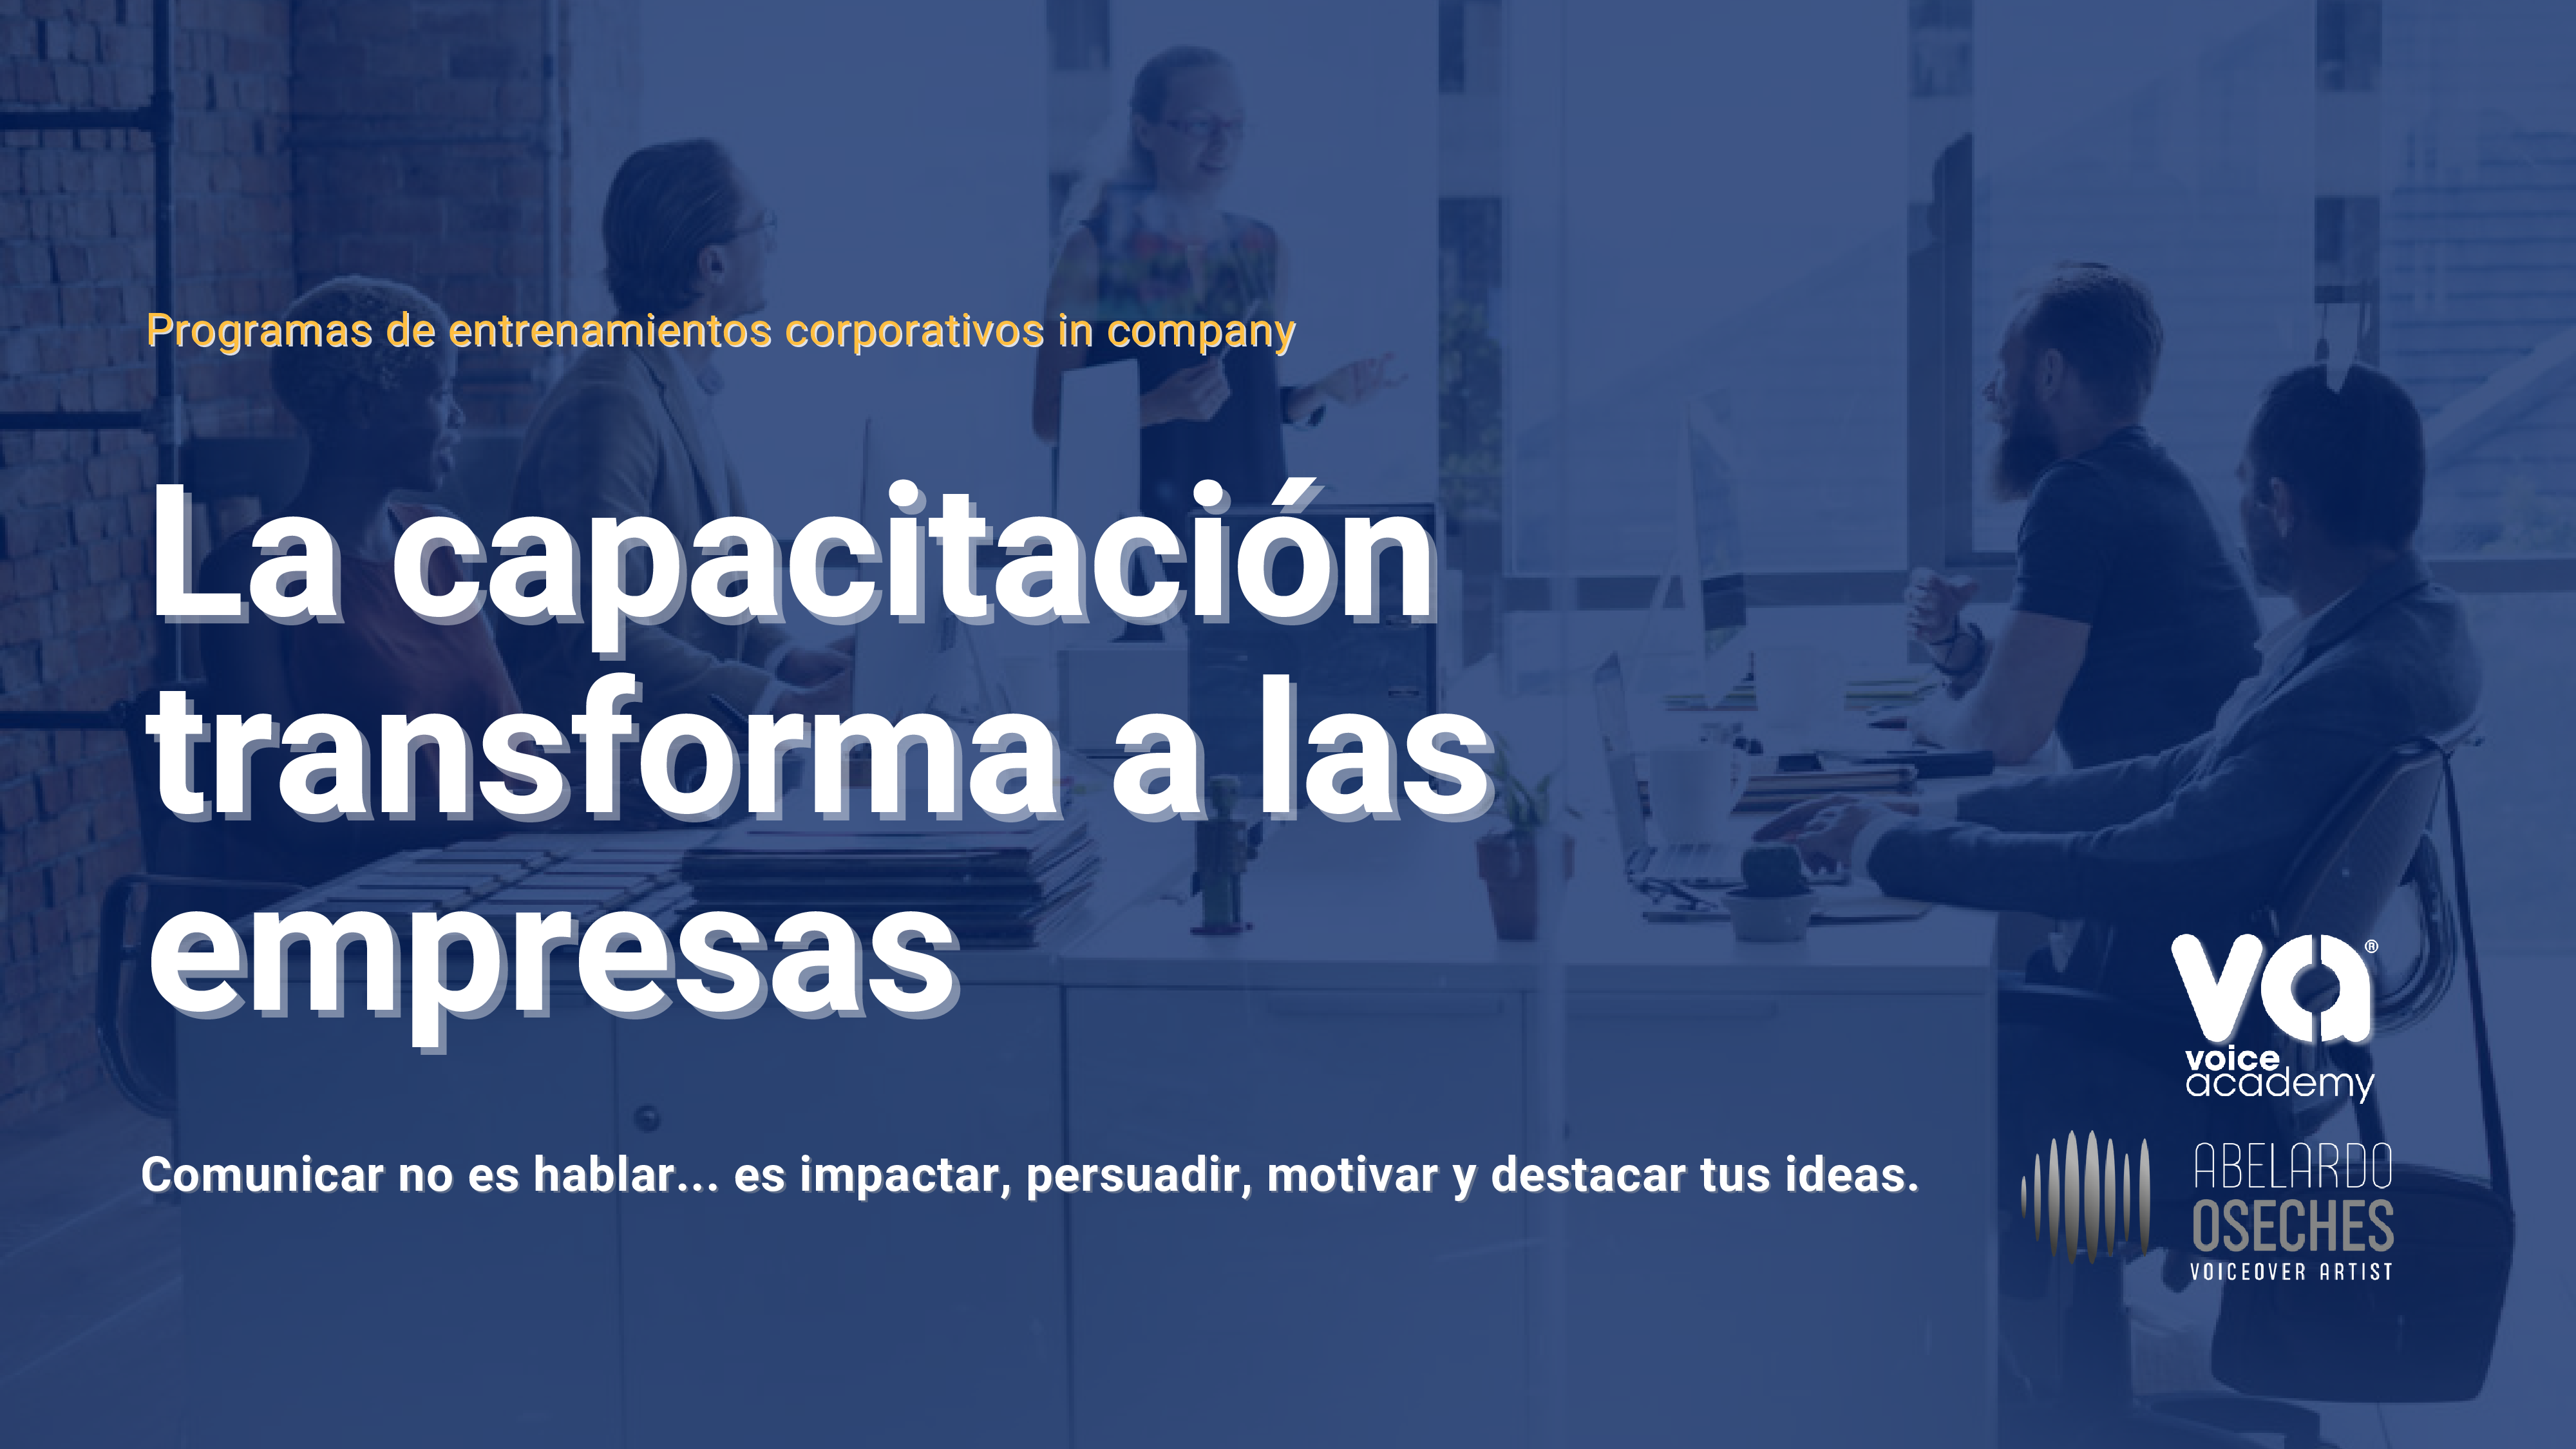 Programas de entrenamientos corporativos in company
La capacitación
transforma a las
empresas
Comunicar no es hablar... es impactar, persuadir, motivar y destacar tus ideas.
va®
voice
academy
ABELARDO
OSECHES
VOICEOVER ARTIST